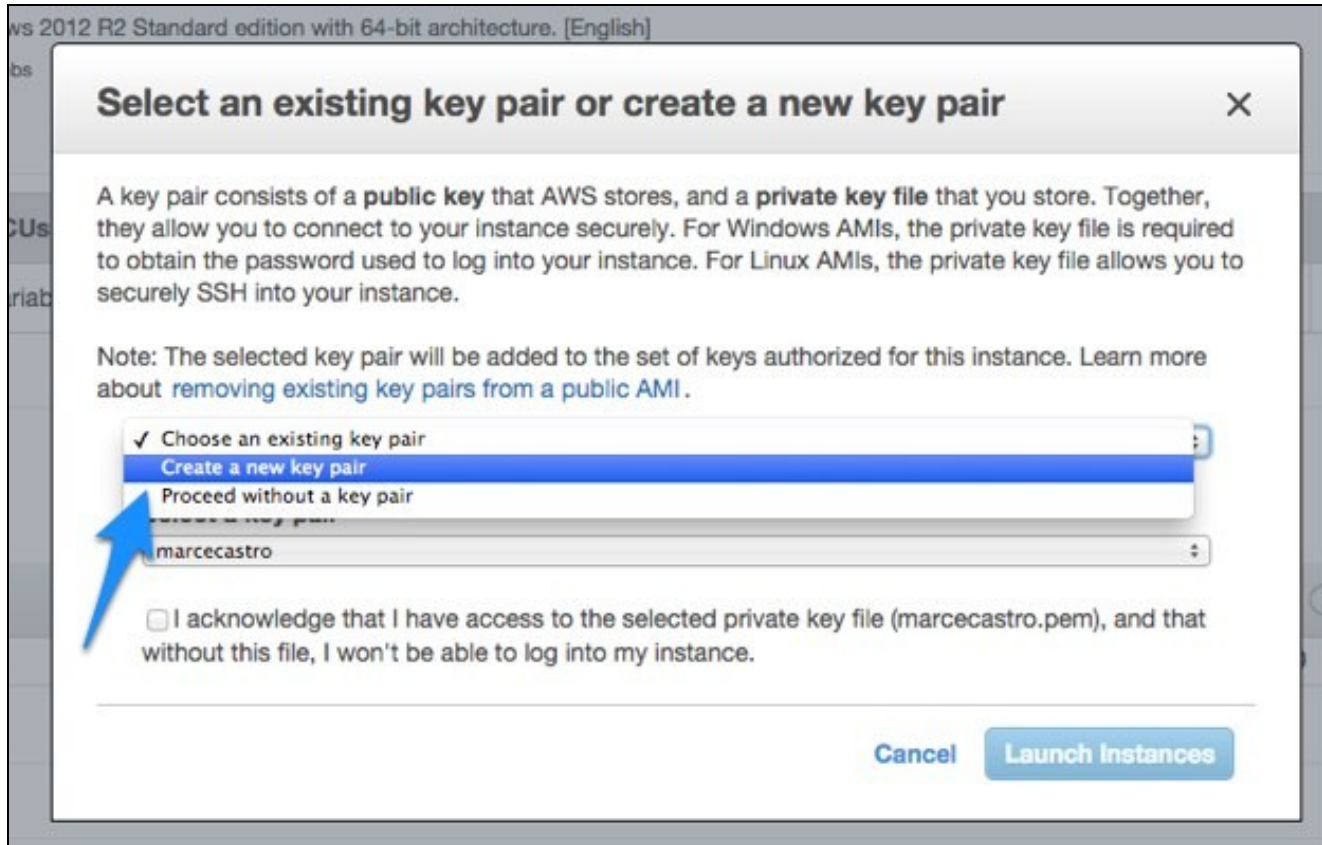 ws 2012 R2 Standard edition with 64-bit architecture. [English]
bs
Select an existing key pair or create a new key pair
A key pair consists of a public key that AWS stores, and a private key file that you store. Together,
they allow you to connect to your instance securely. For Windows AMIs, the private key file is required
to obtain the password used to log into your instance. For Linux AMIs, the private key file allows you to
securely SSH into your instance.
CUs
riab
Note: The selected key pair will be added to the set of keys authorized for this instance. Learn more
about removing existing key pairs from a public AMI.
✓ Choose an existing key pair
Create a new key pair
Proceed without a key pair
Select a key pair
marcecastro
I acknowledge that I have access to the selected private key file (marcecastro.pem), and that
without this file, I won't be able to log into my instance.
Cancel
Launch Instances